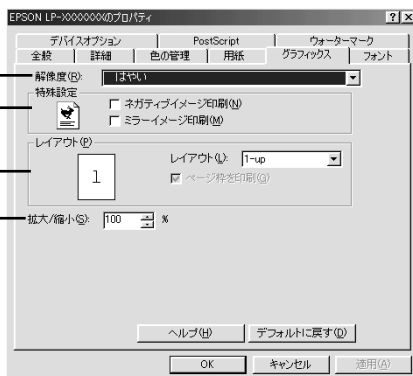 EPSON LP-XXXXXXXのプロパティ
デバイスオプション PostScript ウォーターマーク
全般 詳細 色の管理 用紙 グラフィックス フォント
解像度(R): はやい
特殊設定
ネガティブイメージ印刷(N)
ミラーイメージ印刷(M)
レイアウト(P)
レイアウト(L): 1-up
1
ページ枠を印刷(G)
拡大/縮小(S): 100 %
ヘルプ(H) デフォルトに戻す(D)
OK キャンセル 適用(A)